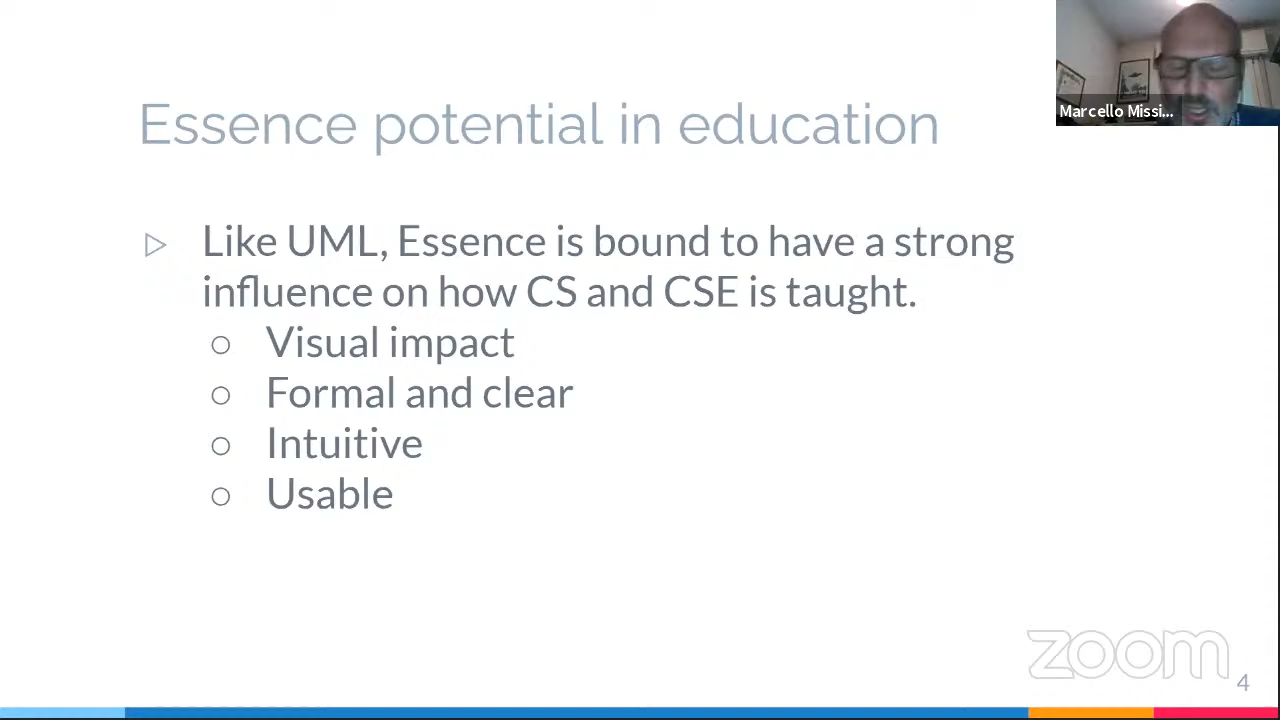 Marcello Missi...
Essence potential in education
Like UML, Essence is bound to have a strong
influence on how CS and CSE is taught.
Visual impact
Formal and clear
Intuitive
Usable
zoom
4